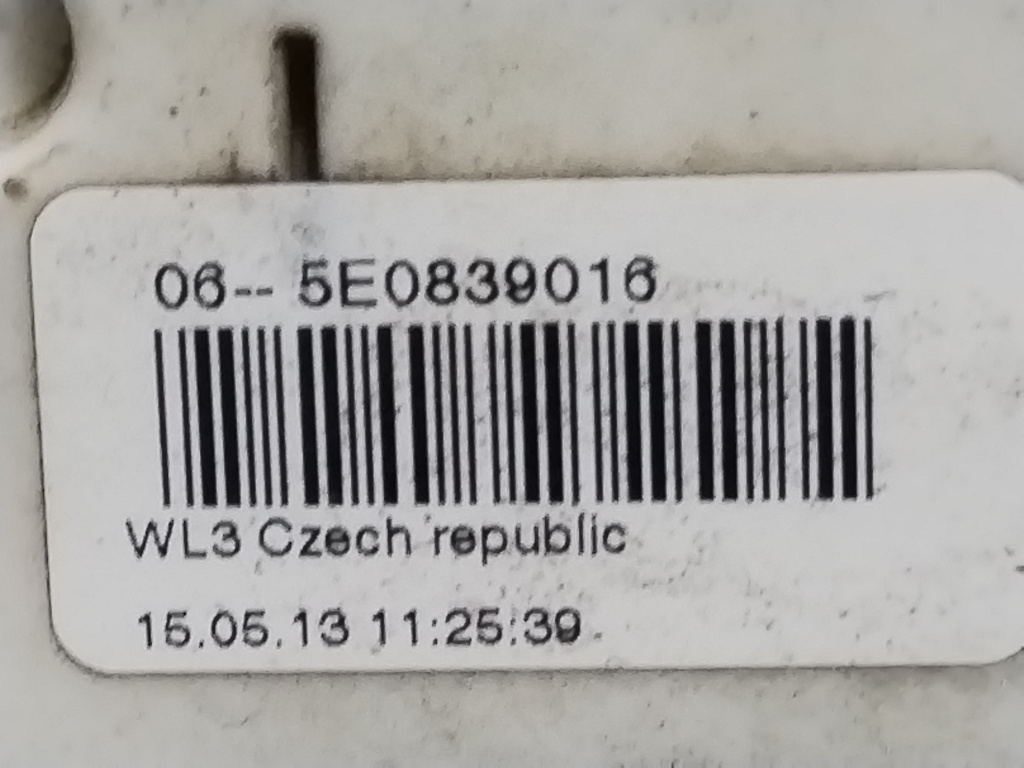 06-- 5E0839016
WL3 Czech republic
15.05.13 11:25:39